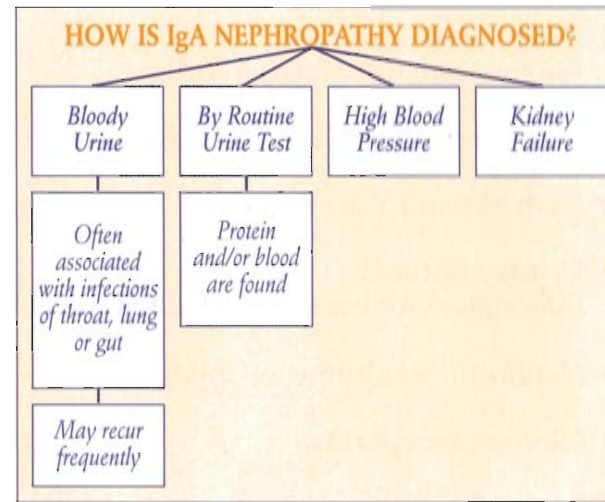 HOW IS IgA NEPHROPATHY DIAGNOSED?
Bloody
Urine
Often
associated
with infections
of throat, lung
or gut
May recur
frequently
By Routine
Urine Test
Protein
and/or blood
are found
High Blood
Pressure
Kidney
Failure